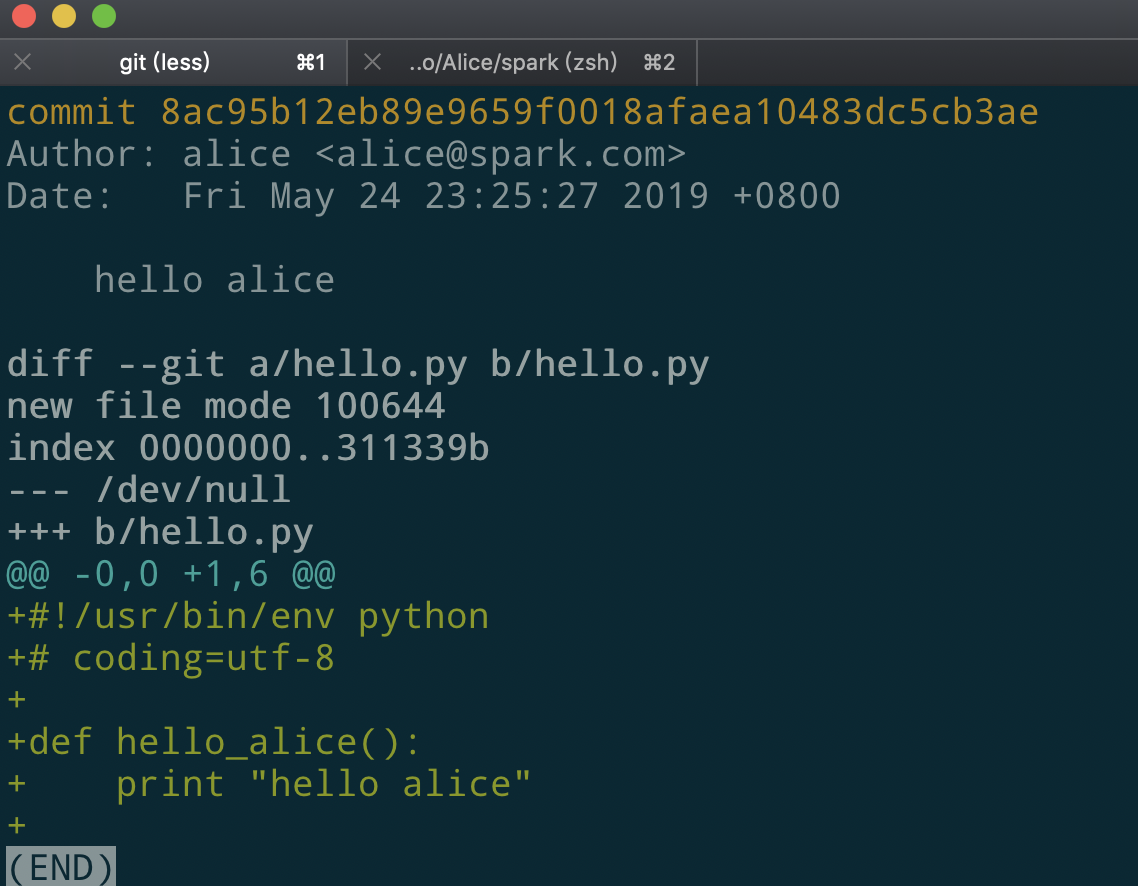 git (less) ⌘1 ..o/Alice/spark (zsh) ⌘2
commit 8ac95b12eb89e9659f0018afaea10483dc5cb3ae
Author: alice <alice@spark.com>
Date:   Fri May 24 23:25:27 2019 +0800

    hello alice

diff --git a/hello.py b/hello.py
new file mode 100644
index 0000000..311339b
--- /dev/null
+++ b/hello.py
@@ -0,0 +1,6 @@
+#!/usr/bin/env python
+# coding=utf-8
+
+def hello_alice():
+    print "hello alice"
+
(END)